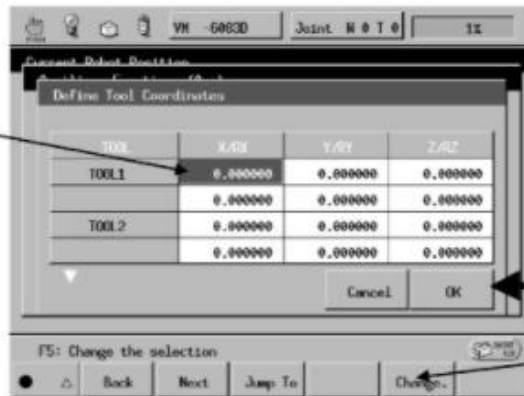 VM -6083D
Joint W 0 T 0
1%
Current Robot Position
Define Tool Coordinates
TOOL X/RX Y/RY Z/RZ
TOOL1 0.000000 0.000000 0.000000
0.000000 0.000000 0.000000
TOOL2 0.000000 0.000000 0.000000
0.000000 0.000000 0.000000
Cancel OK
F5: Change the selection
Back Next Jump To Change.